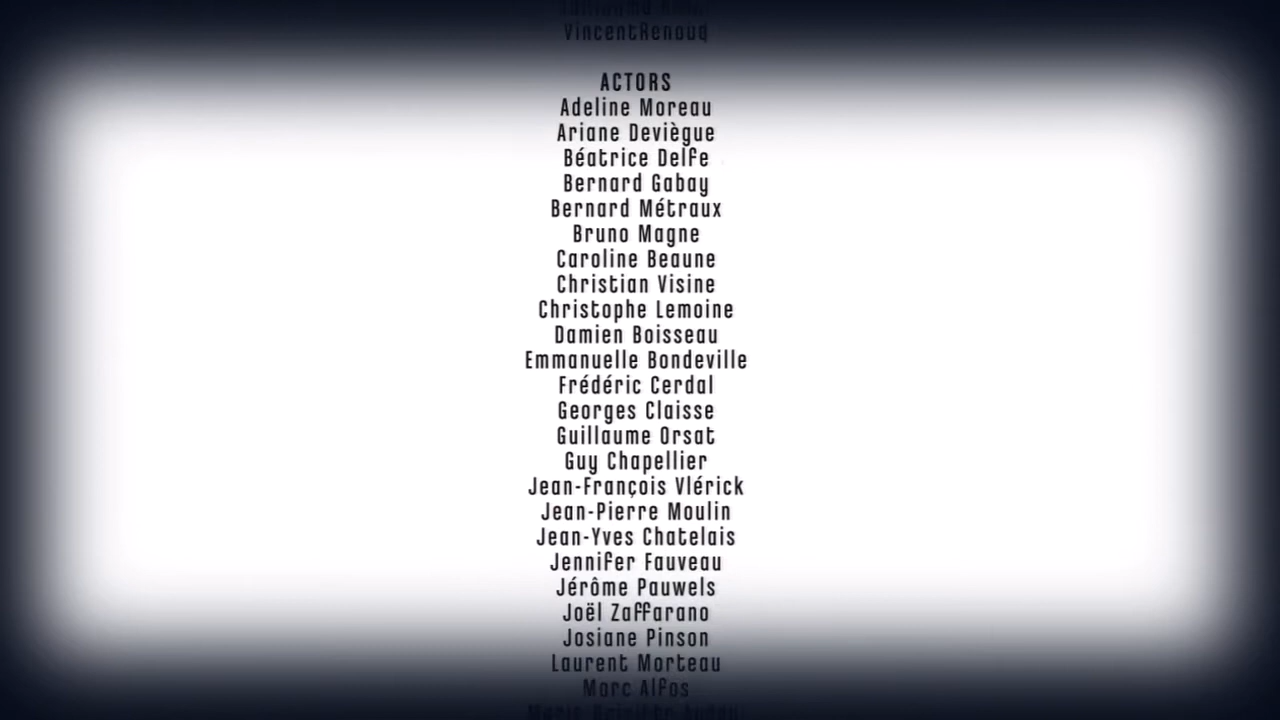 VincentRenouq
ACTORS
Adeline Moreau
Ariane Deviègue
Béatrice Delfe
Bernard Gabay
Bernard Métraux
Bruno Magne
Caroline Beaune
Christian Visine
Christophe Lemoine
Damien Boisseau
Emmanuelle Bondeville
Frédéric Cerdal
Georges Claisse
Guillaume Orsat
Guy Chapellier
Jean-François Vlérick
Jean-Pierre Moulin
Jean-Yves Chatelais
Jennifer Fauveau
Jérôme Pauwels
Joël Zaffarano
Josiane Pinson
Laurent Morteau
Marc Alfos